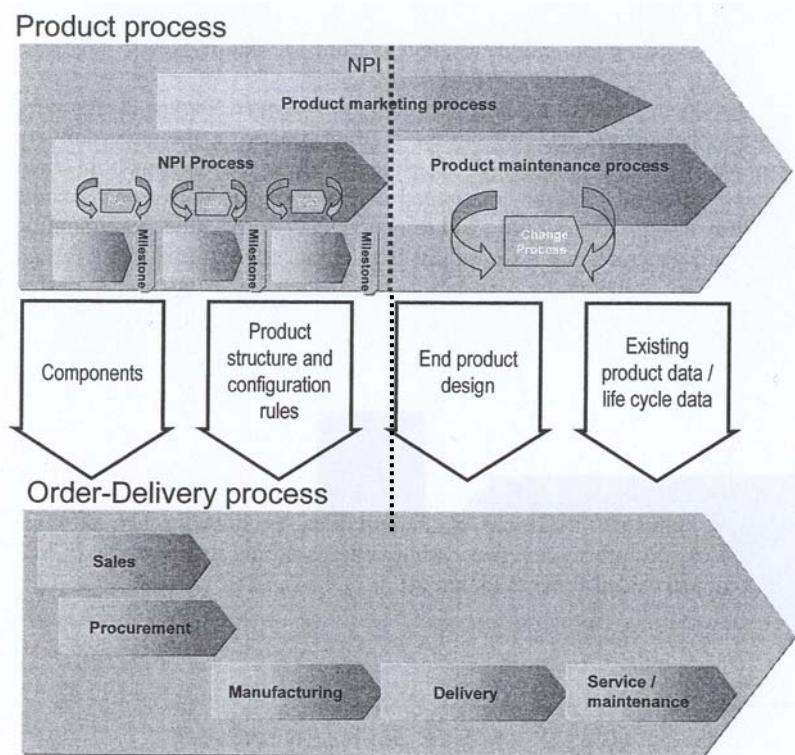 Product process
NPI
Product marketing process
NPI Process
Product maintenance process
Milestone
Milestone
Milestone
Change
Process
Components
Product
structure and
configuration
rules
End product
design
Existing
product data /
life cycle data
Order-Delivery process
Sales
Procurement
Manufacturing
Delivery
Service /
maintenance